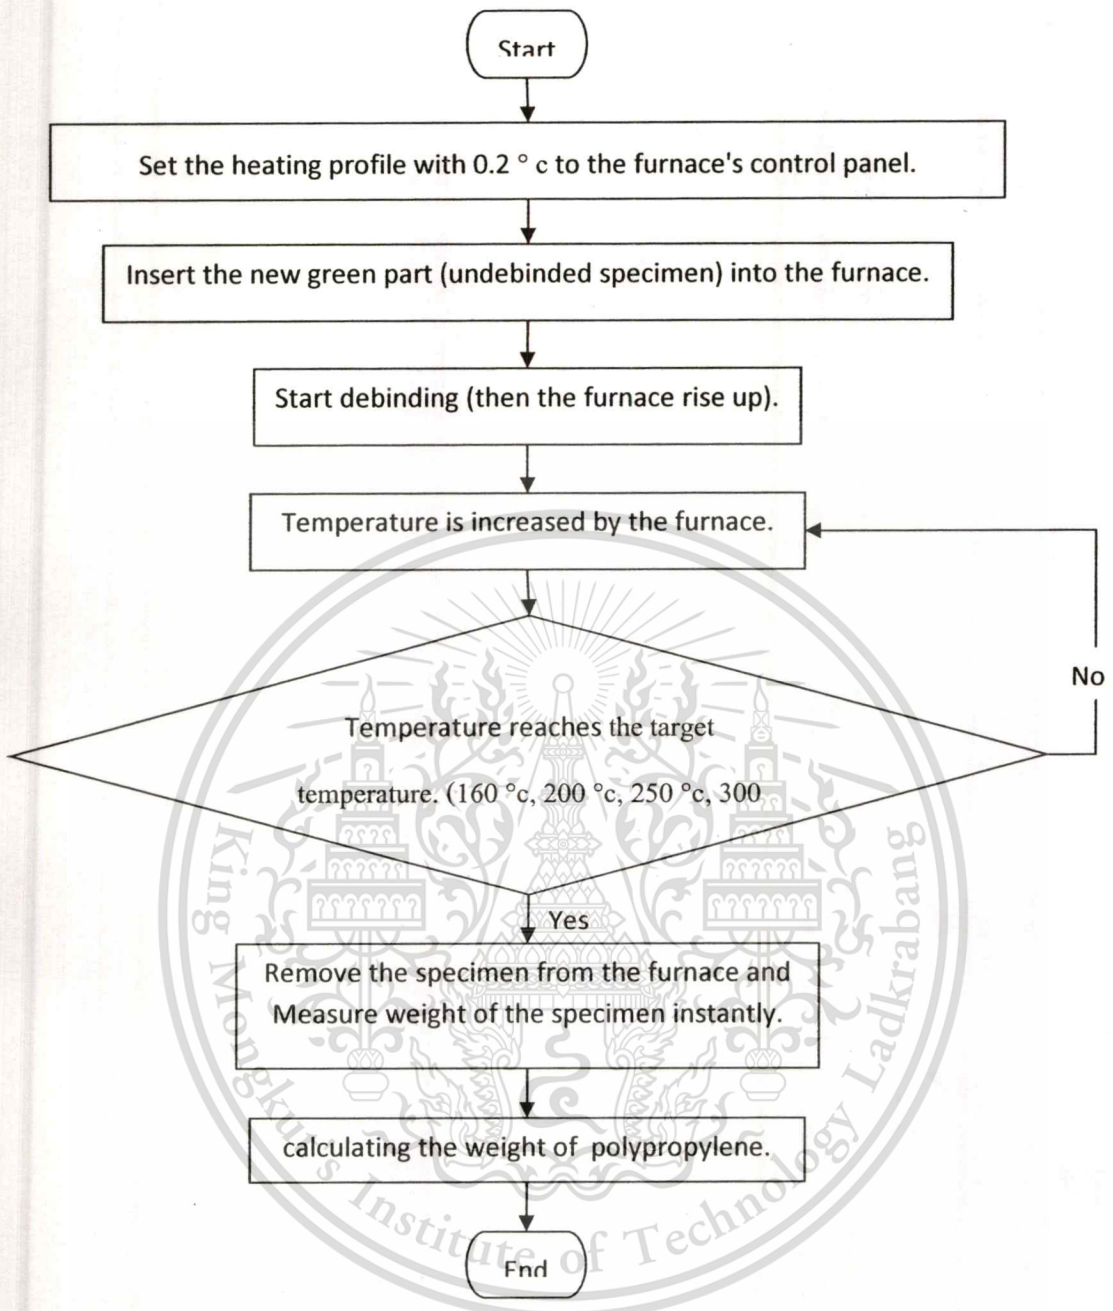 Start
Set the heating profile with 0.2 ° c to the furnace's control panel.
Insert the new green part (undebinded specimen) into the furnace.
Start debinding (then the furnace rise up).
Temperature is increased by the furnace.
No
Temperature reaches the target
temperature. (160 °c, 200 °c, 250 °c, 300
Yes
Remove the specimen from the furnace and
Measure weight of the specimen instantly.
calculating the weight of polypropylene.
End
King Mongkut's Institute of Technology Ladkrabang